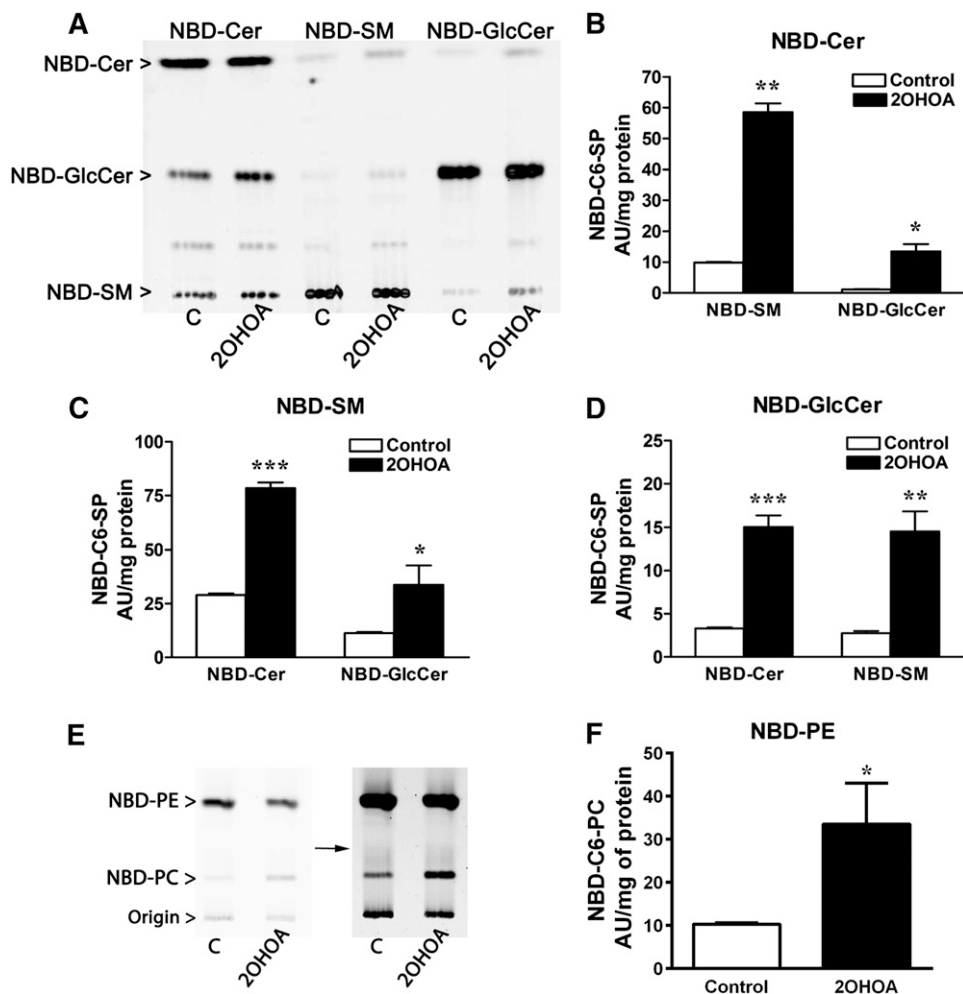 A
NBD-Cer NBD-SM NBD-GlcCer
NBD-Cer >
NBD-GlcCer >
NBD-SM >
C 2OHOA C 2OHOA C 2OHOA
B
NBD-Cer
NBD-C6-SP
AU/mg protein
70
60
50
40
30
20
10
0
Control
2OHOA
**
*
NBD-SM NBD-GlcCer
C
NBD-SM
NBD-C6-SP
AU/mg protein
100
75
50
25
0
Control
2OHOA
***
*
NBD-Cer NBD-GlcCer
D
NBD-GlcCer
NBD-C6-SP
AU/mg protein
25
20
15
10
5
0
Control
2OHOA
***
**
NBD-Cer NBD-SM
E
NBD-PE >
NBD-PC >
Origin >
C 2OHOA C 2OHOA
F
NBD-PE
NBD-C6-PC
AU/mg of protein
50
40
30
20
10
0
*
Control 2OHOA